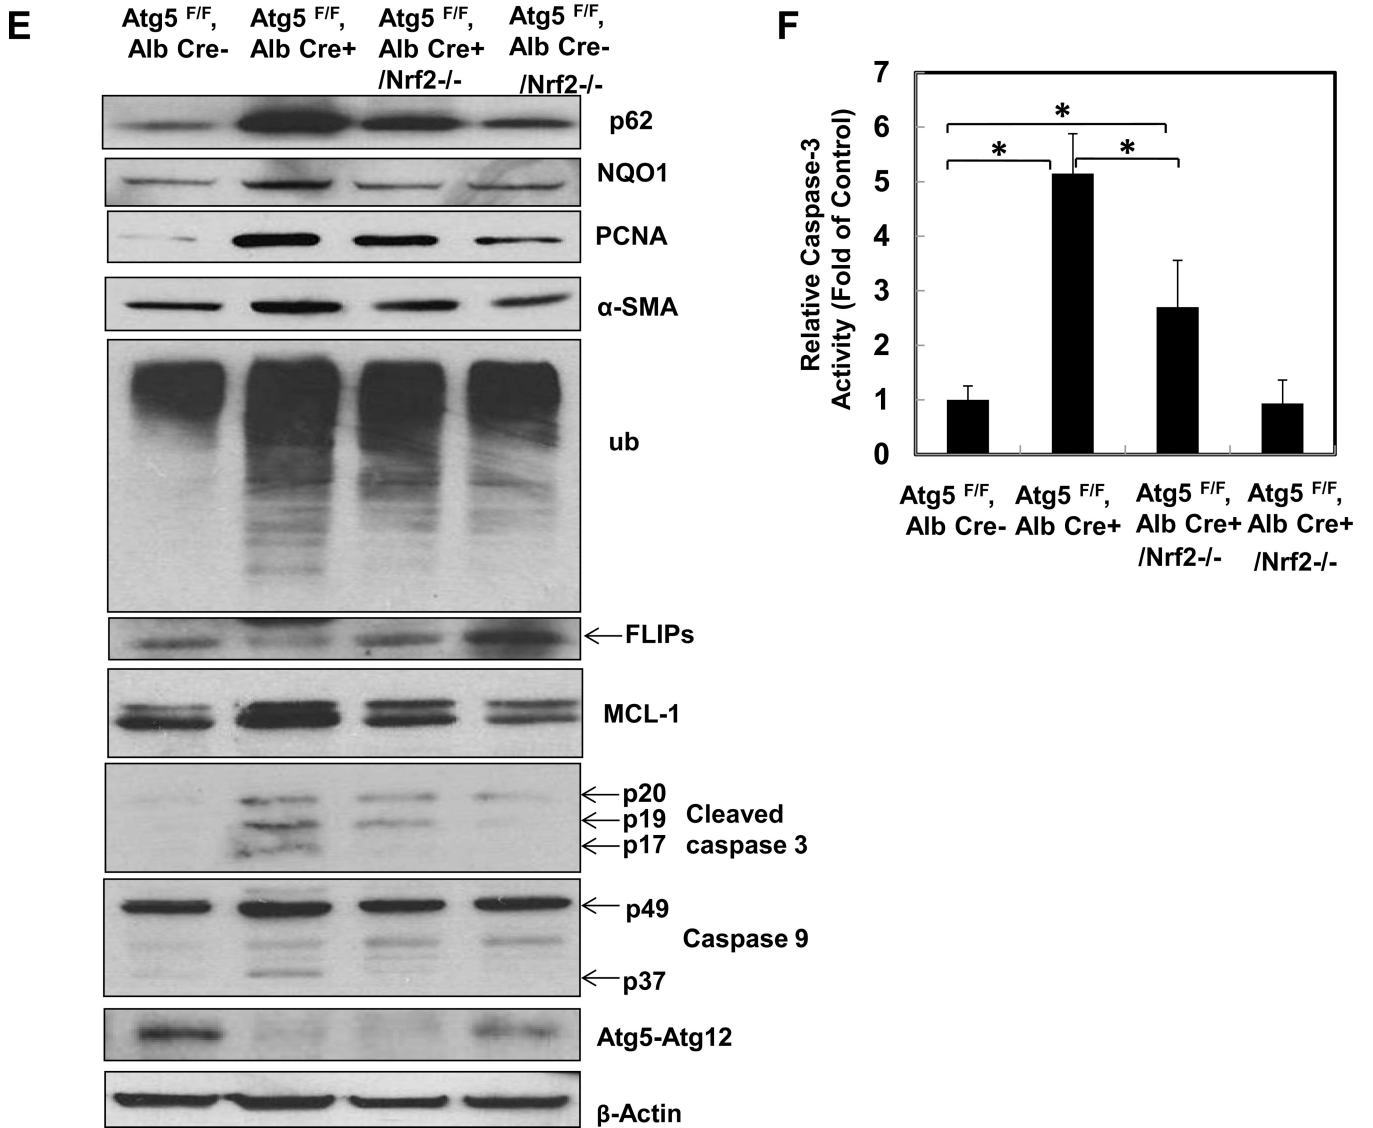 E
Atg5 F/F,
Alb Cre-
Atg5 F/F,
Alb Cre+
Atg5 F/F,
Alb Cre+
/Nrf2-/-
Atg5 F/F,
Alb Cre-
/Nrf2-/-
p62
NQO1
PCNA
α-SMA
ub
FLIPs
MCL-1
p20
p19
p17
Cleaved
caspase 3
p49
Caspase 9
p37
Atg5-Atg12
β-Actin
F
Relative Caspase-3
Activity (Fold of Control)
7
6
5
4
3
2
1
0
*
*
*
Atg5 F/F,
Alb Cre-
Atg5 F/F,
Alb Cre+
Atg5 F/F,
Alb Cre+
/Nrf2-/-
Atg5 F/F,
Alb Cre+
/Nrf2-/-